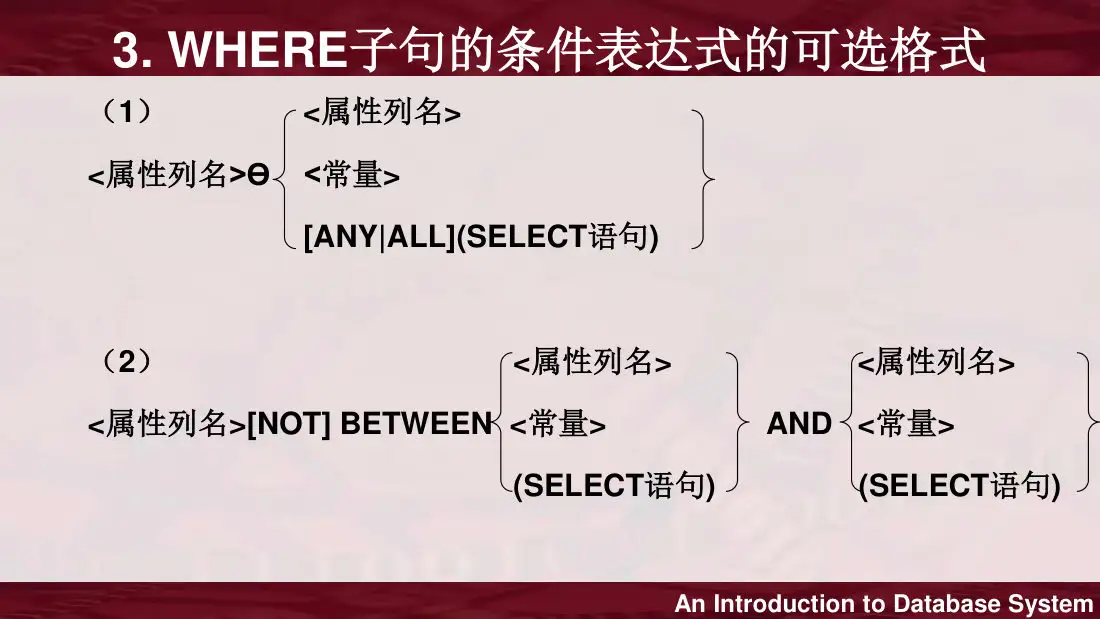 3. WHERE子句的条件表达式的可选格式
（1）
<属性列名>
<属性列名>Ѳ <常量>
[ANY|ALL](SELECT语句)
（2）
<属性列名> <属性列名>
<属性列名>[NOT] BETWEEN <常量> AND <常量>
(SELECT语句) (SELECT语句)
An Introduction to Database System